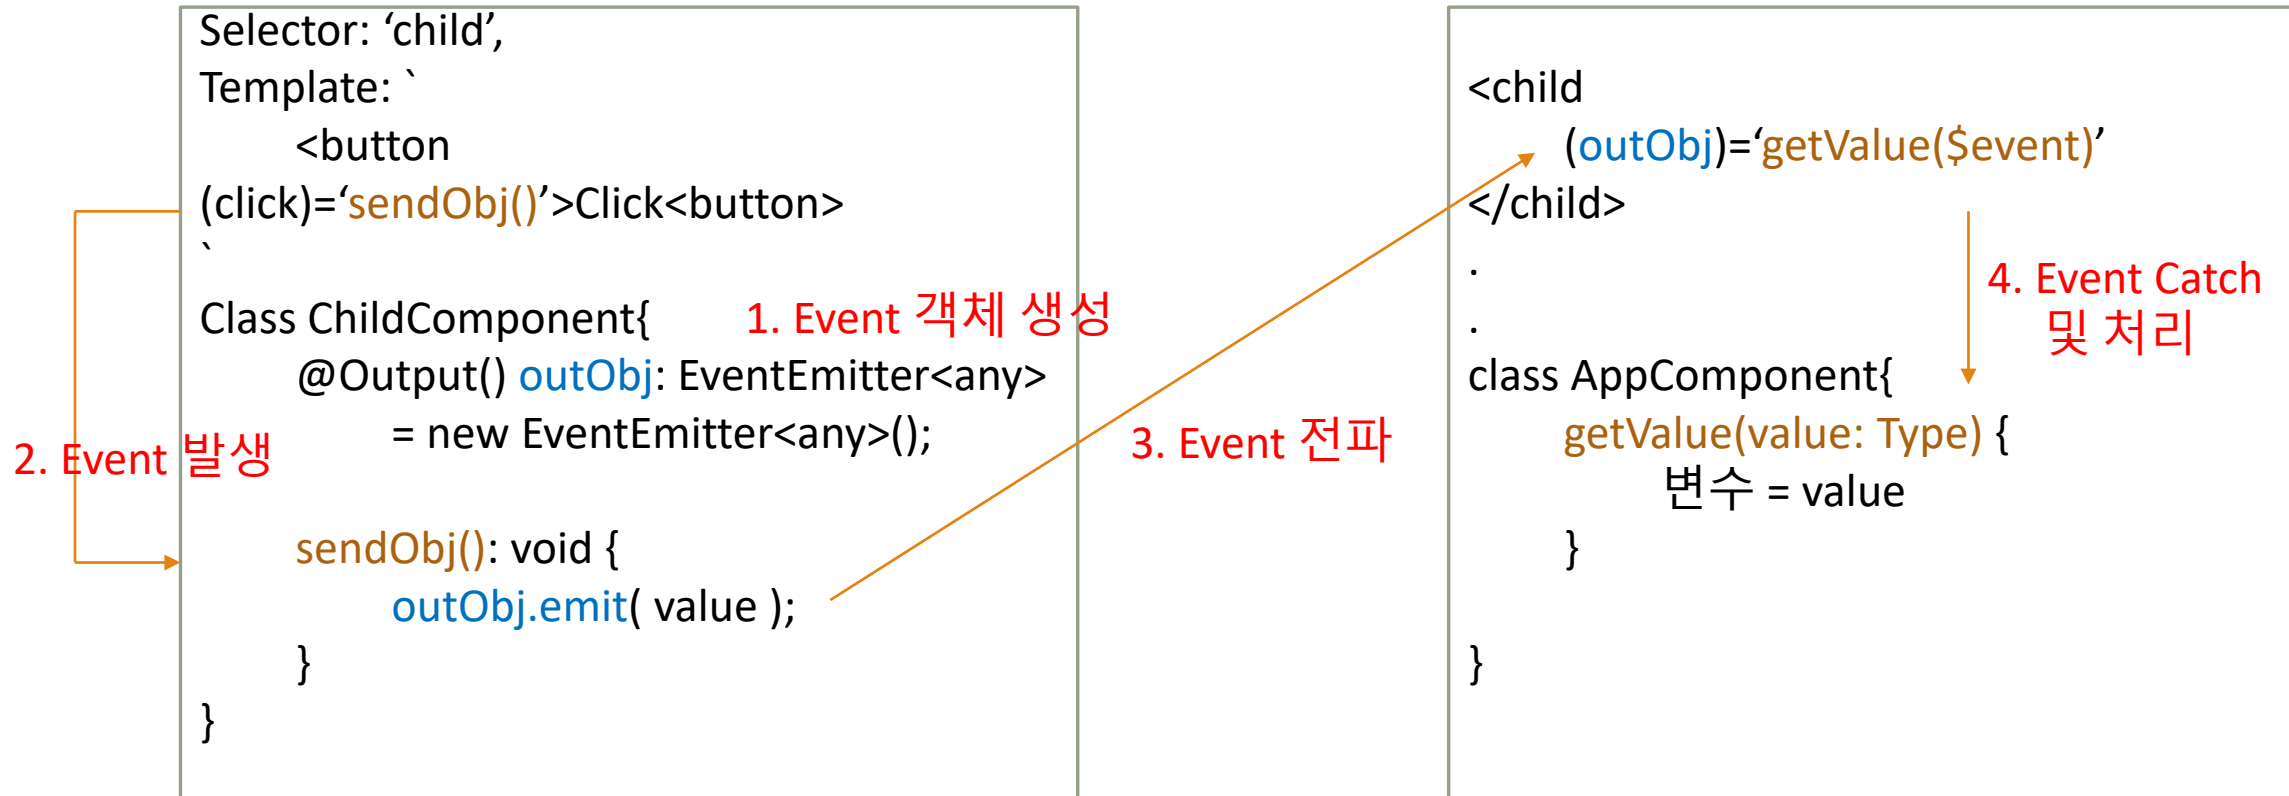 Selector: ‘child’,
Template: `
<button
(click)=‘sendObj()’>Click<button>
`
Class ChildComponent{
1. Event 객체 생성
@Output() outObj: EventEmitter<any>
= new EventEmitter<any>();
2. Event 발생
sendObj(): void {
outObj.emit( value );
}
}
3. Event 전파
<child
(outObj)=‘getValue($event)’
</child>
.
.
4. Event Catch
및 처리
class AppComponent{
getValue(value: Type) {
변수 = value
}
}